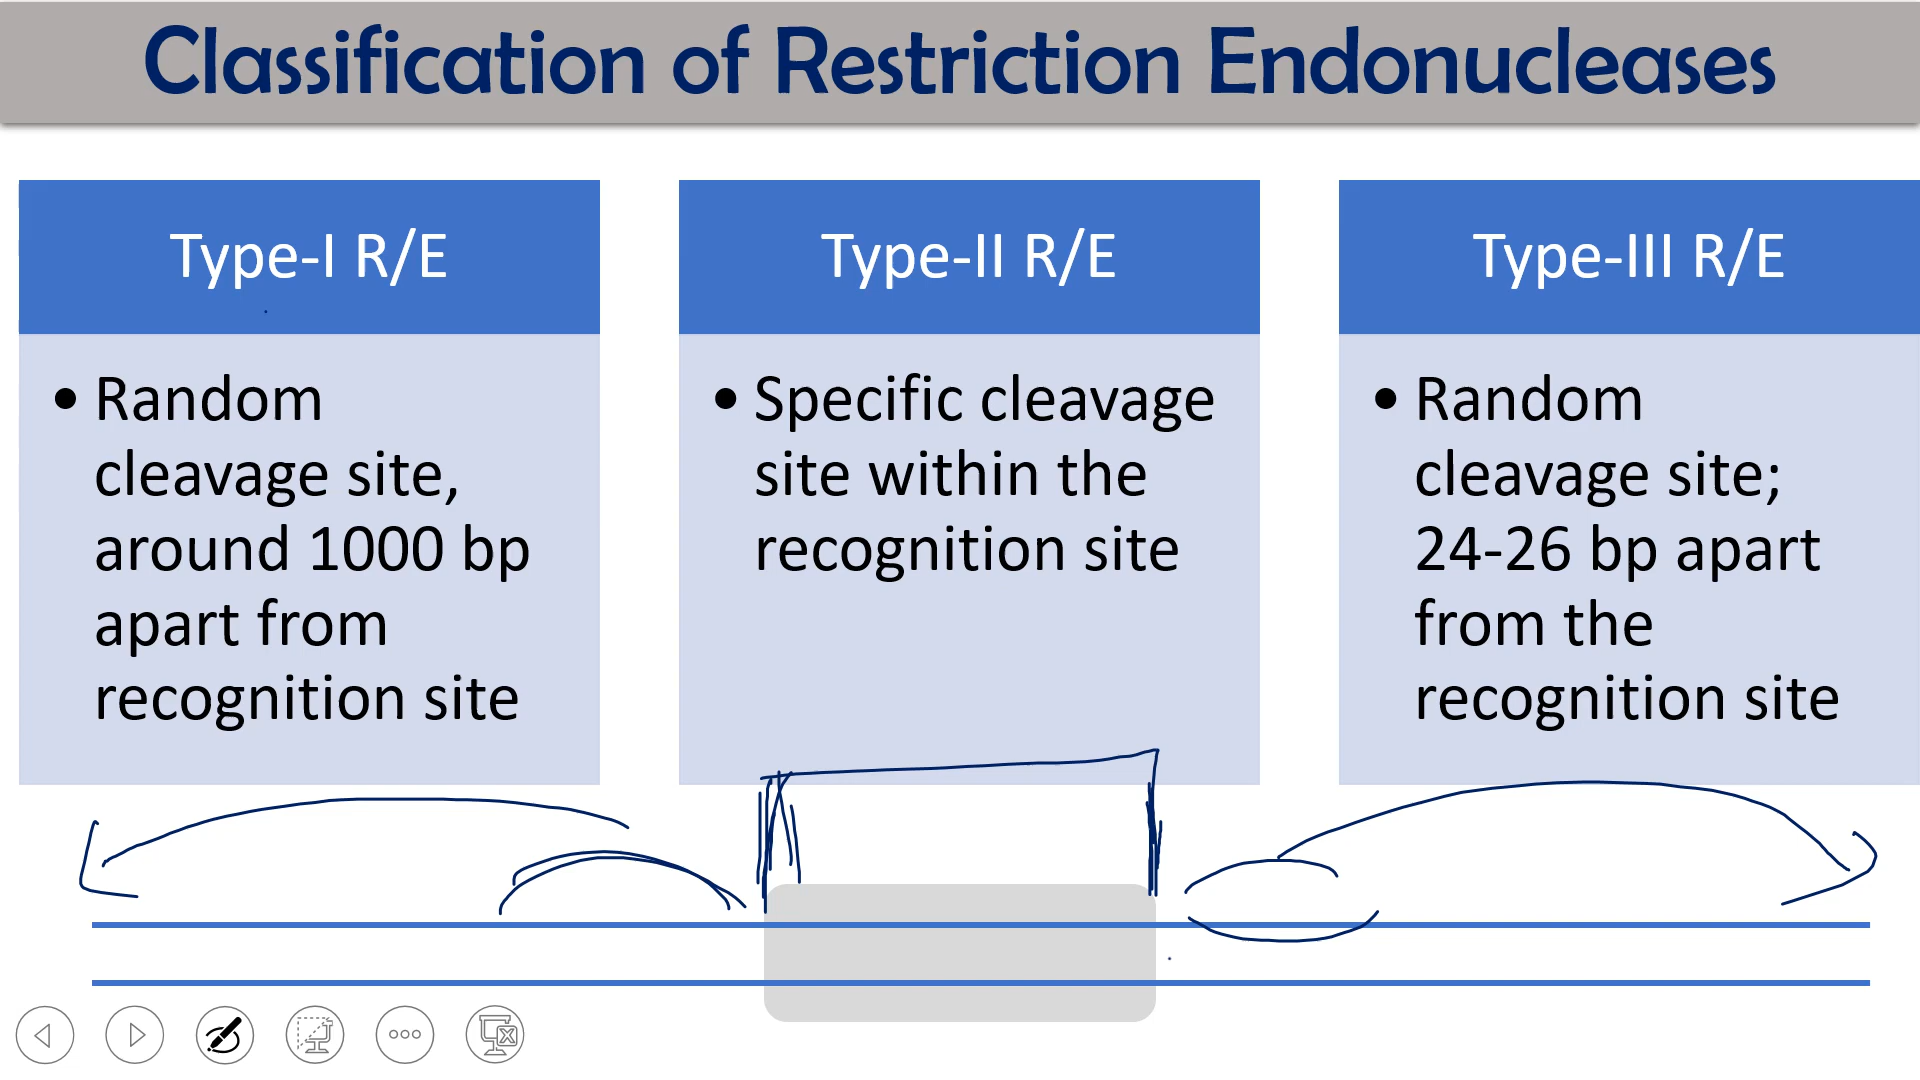 Classification of Restriction Endonucleases
Type-I R/E
• Random
cleavage site,
around 1000 bp
apart from
recognition site
Type-II R/E
• Specific cleavage
site within the
recognition site
Type-III R/E
• Random
cleavage site;
24-26 bp apart
from the
recognition site